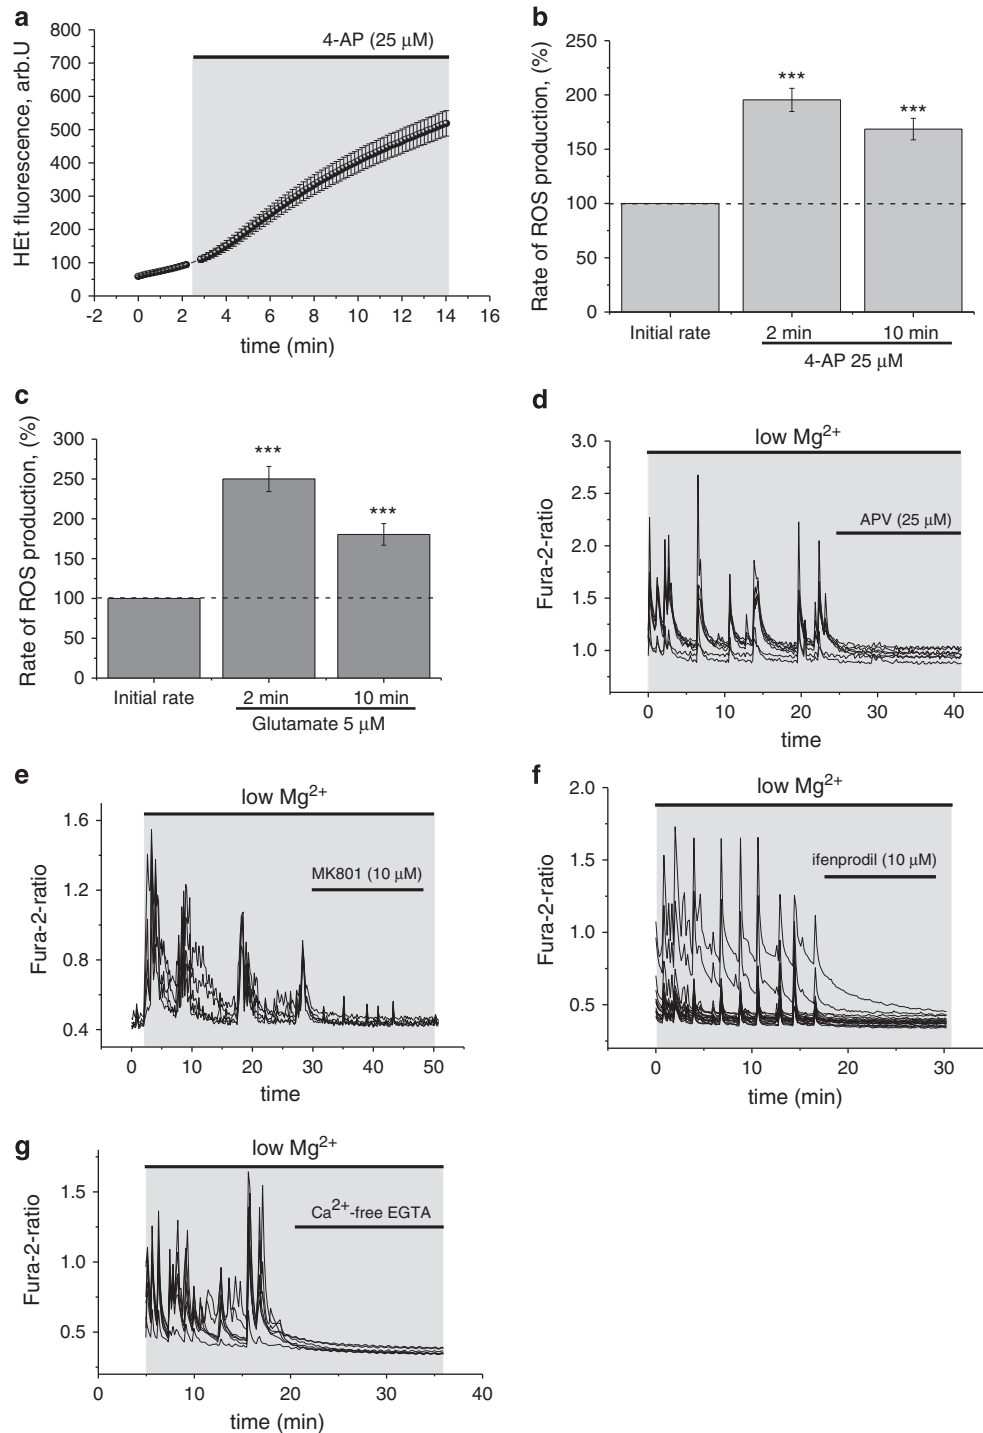 a
800
700
600
500
400
300
200
100
0
HEt fluorescence, arb.U
4-AP (25 µM)
-2 0 2 4 6 8 10 12 14 16
time (min)
b
250
200
150
100
50
0
Rate of ROS production, (%)
*** ***
Initial rate 2 min 10 min
4-AP 25 µM
c
300
250
200
150
100
50
0
Rate of ROS production, (%)
*** ***
Initial rate 2 min 10 min
Glutamate 5 µM
d
low Mg2+
3.0
2.5
2.0
1.5
1.0
Fura-2-ratio
APV (25 µM)
0 10 20 30 40
time
e
low Mg2+
1.6
1.2
0.8
0.4
Fura-2-ratio
MK801 (10 µM)
0 10 20 30 40 50
time
f
low Mg2+
2.0
1.5
1.0
0.5
Fura-2-ratio
ifenprodil (10 µM)
0 10 20 30
time (min)
g
low Mg2+
1.5
1.0
0.5
Fura-2-ratio
Ca2+-free EGTA
0 10 20 30 40
time (min)